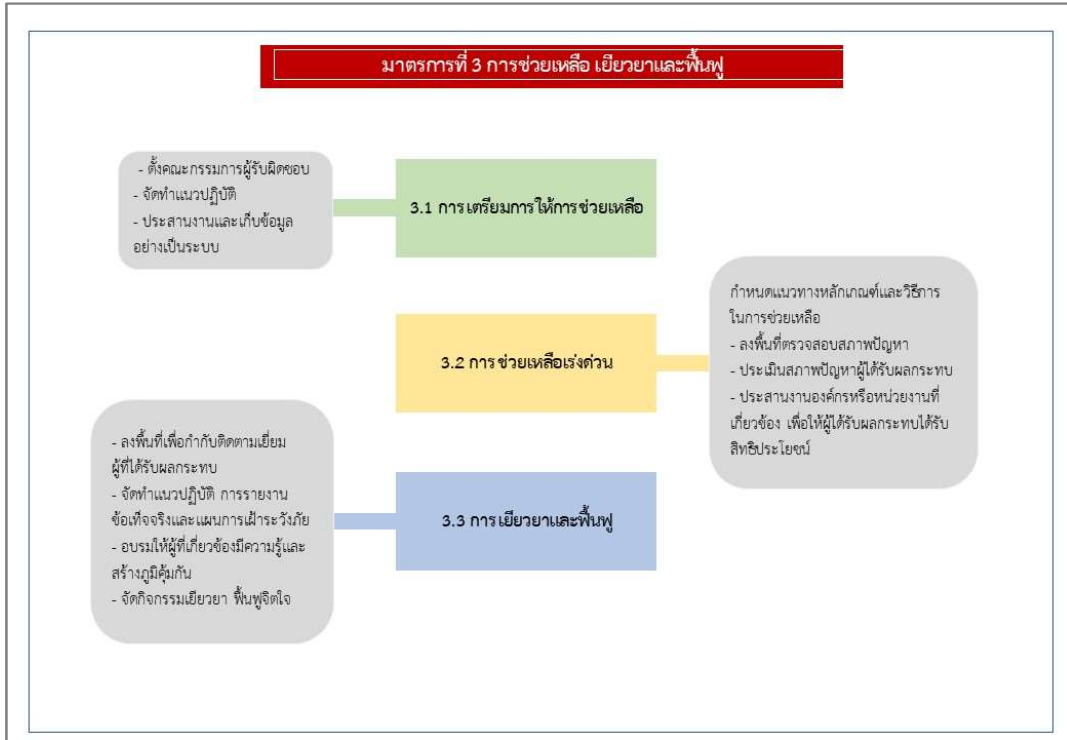 มาตรการที่ 3 การช่วยเหลือ เยียวยาและฟื้นฟู
- ตั้งคณะกรรมการผู้รับผิดชอบ
- จัดทำแนวปฏิบัติ
- ประสานงานและเก็บข้อมูล
อย่างเป็นระบบ
3.1 การเตรียมการให้การช่วยเหลือ
3.2 การช่วยเหลือเร่งด่วน
กำหนดแนวทางหลักเกณฑ์และวิธีการ
ในการช่วยเหลือ
- ลงพื้นที่ตรวจสอบสภาพปัญหา
- ประเมินสภาพปัญหาผู้ได้รับผลกระทบ
- ประสานงานองค์กรหรือหน่วยงานที่
เกี่ยวข้อง เพื่อให้ผู้ได้รับผลกระทบได้รับ
สิทธิประโยชน์
- ลงพื้นที่เพื่อกำกับติดตามเยี่ยม
ผู้ที่ได้รับผลกระทบ
- จัดทำแนวปฏิบัติ การรายงาน
ข้อเท็จจริงและแผนการเฝ้าระวังภัย
- อบรมให้ผู้ที่เกี่ยวข้องมีความรู้และ
สร้างภูมิคุ้มกัน
- จัดกิจกรรมเยียวยา ฟื้นฟูจิตใจ
3.3 การเยียวยาและฟื้นฟู